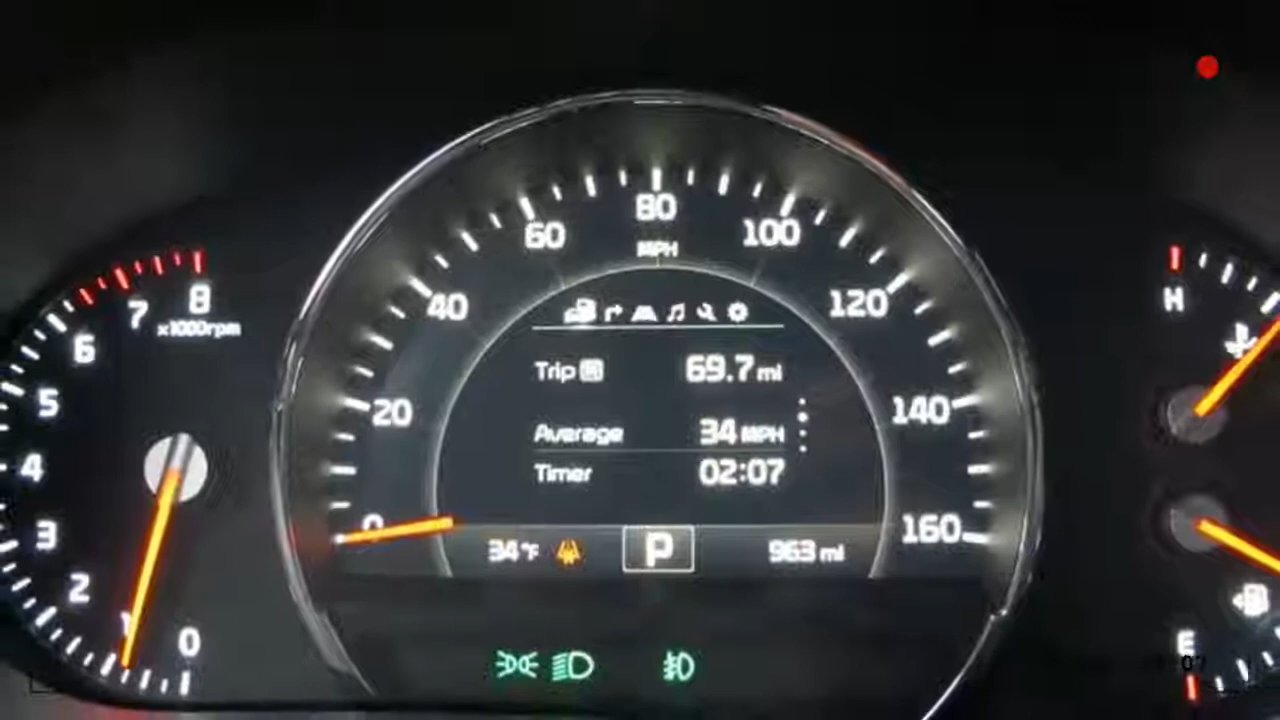 80
60 100
MPH
40 120
20 140
0 160
Trip 69.7 mi
Average 34 MPH
Timer 02:07
34°F P 963 mi
8
7
x1000rpm
6
5
4
3
2
1
0
H
E
07